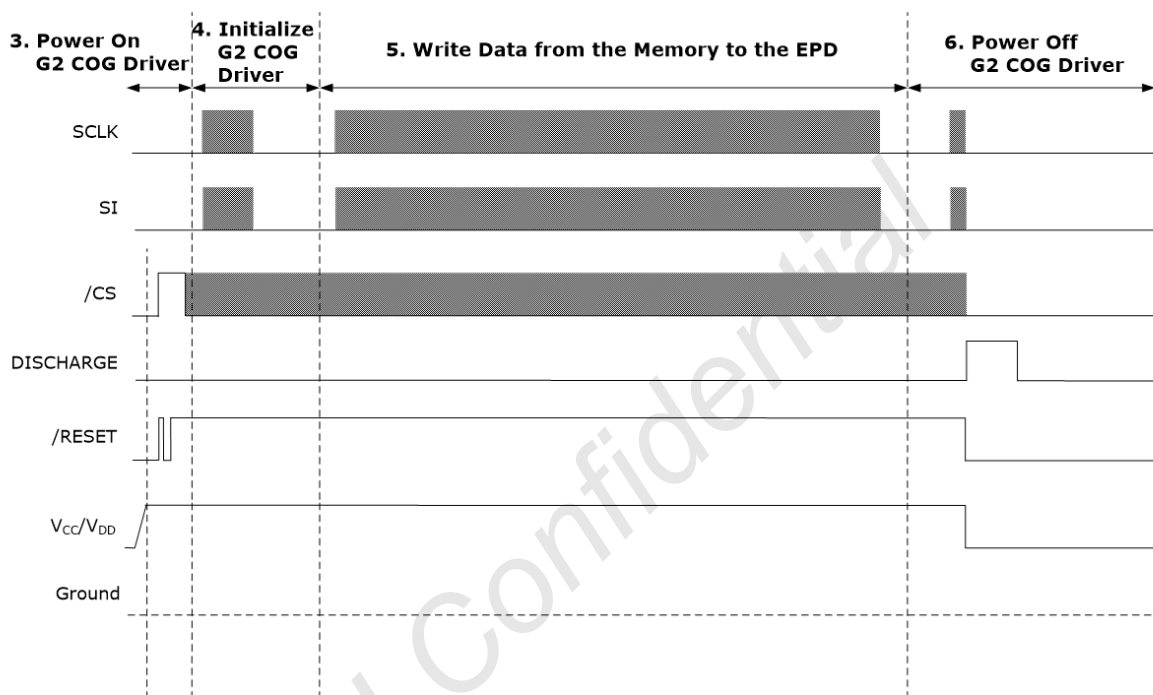 3. Power On
G2 COG Driver
4. Initialize
G2 COG
Driver
5. Write Data from the Memory to the EPD
6. Power Off
G2 COG Driver
SCLK
SI
/CS
DISCHARGE
/RESET
VCC/VDD
Ground
Confidential